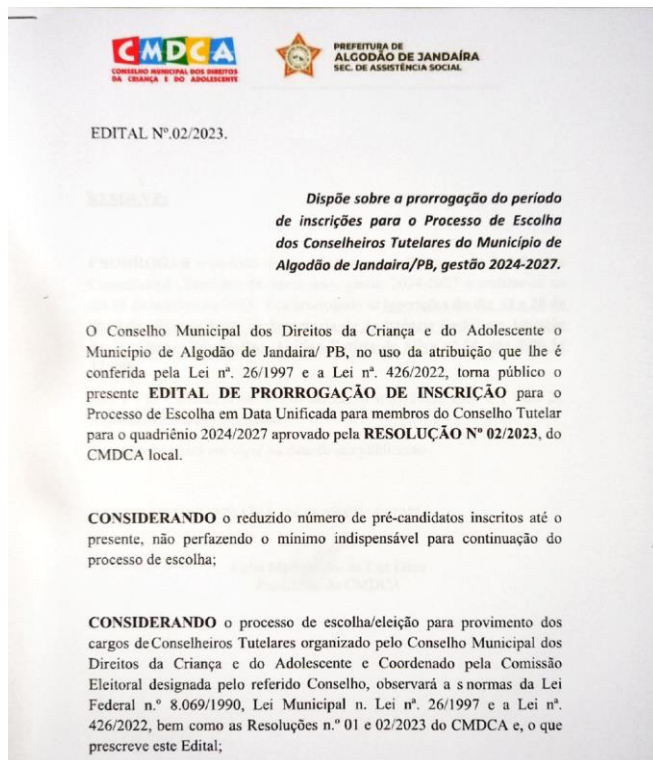 CMDCA
CONSELHO MUNICIPAL DOS DIREITOS
DA CRIANÇA E DO ADOLESCENTE
PREFEITURA DE
ALGODÃO DE JANDAÍRA
SEC. DE ASSISTÊNCIA SOCIAL
EDITAL Nº.02/2023.
Dispõe sobre a prorrogação do período
de inscrições para o Processo de Escolha
dos Conselheiros Tutelares do Município de
Algodão de Jandaira/PB, gestão 2024-2027.
O Conselho Municipal dos Direitos da Criança e do Adolescente o
Município de Algodão de Jandaira/ PB, no uso da atribuição que lhe é
conferida pela Lei nª. 26/1997 e a Lei nª. 426/2022, torna público o
presente EDITAL DE PRORROGAÇÃO DE INSCRIÇÃO para o
Processo de Escolha em Data Unificada para membros do Conselho Tutelar
para o quadriênio 2024/2027 aprovado pela RESOLUÇÃO Nº 02/2023, do
CMDCA local.
CONSIDERANDO o reduzido número de pré-candidatos inscritos até o
presente, não perfazendo o mínimo indispensável para continuação do
processo de escolha;
CONSIDERANDO o processo de escolha/eleição para provimento dos
cargos de Conselheiros Tutelares organizado pelo Conselho Municipal dos
Direitos da Criança e do Adolescente e Coordenado pela Comissão
Eleitoral designada pelo referido Conselho, observará a s normas da Lei
Federal n.º 8.069/1990, Lei Municipal n. Lei nª. 26/1997 e a Lei nª.
426/2022, bem como as Resoluções n.º 01 e 02/2023 do CMDCA e, o que
prescreve este Edital;